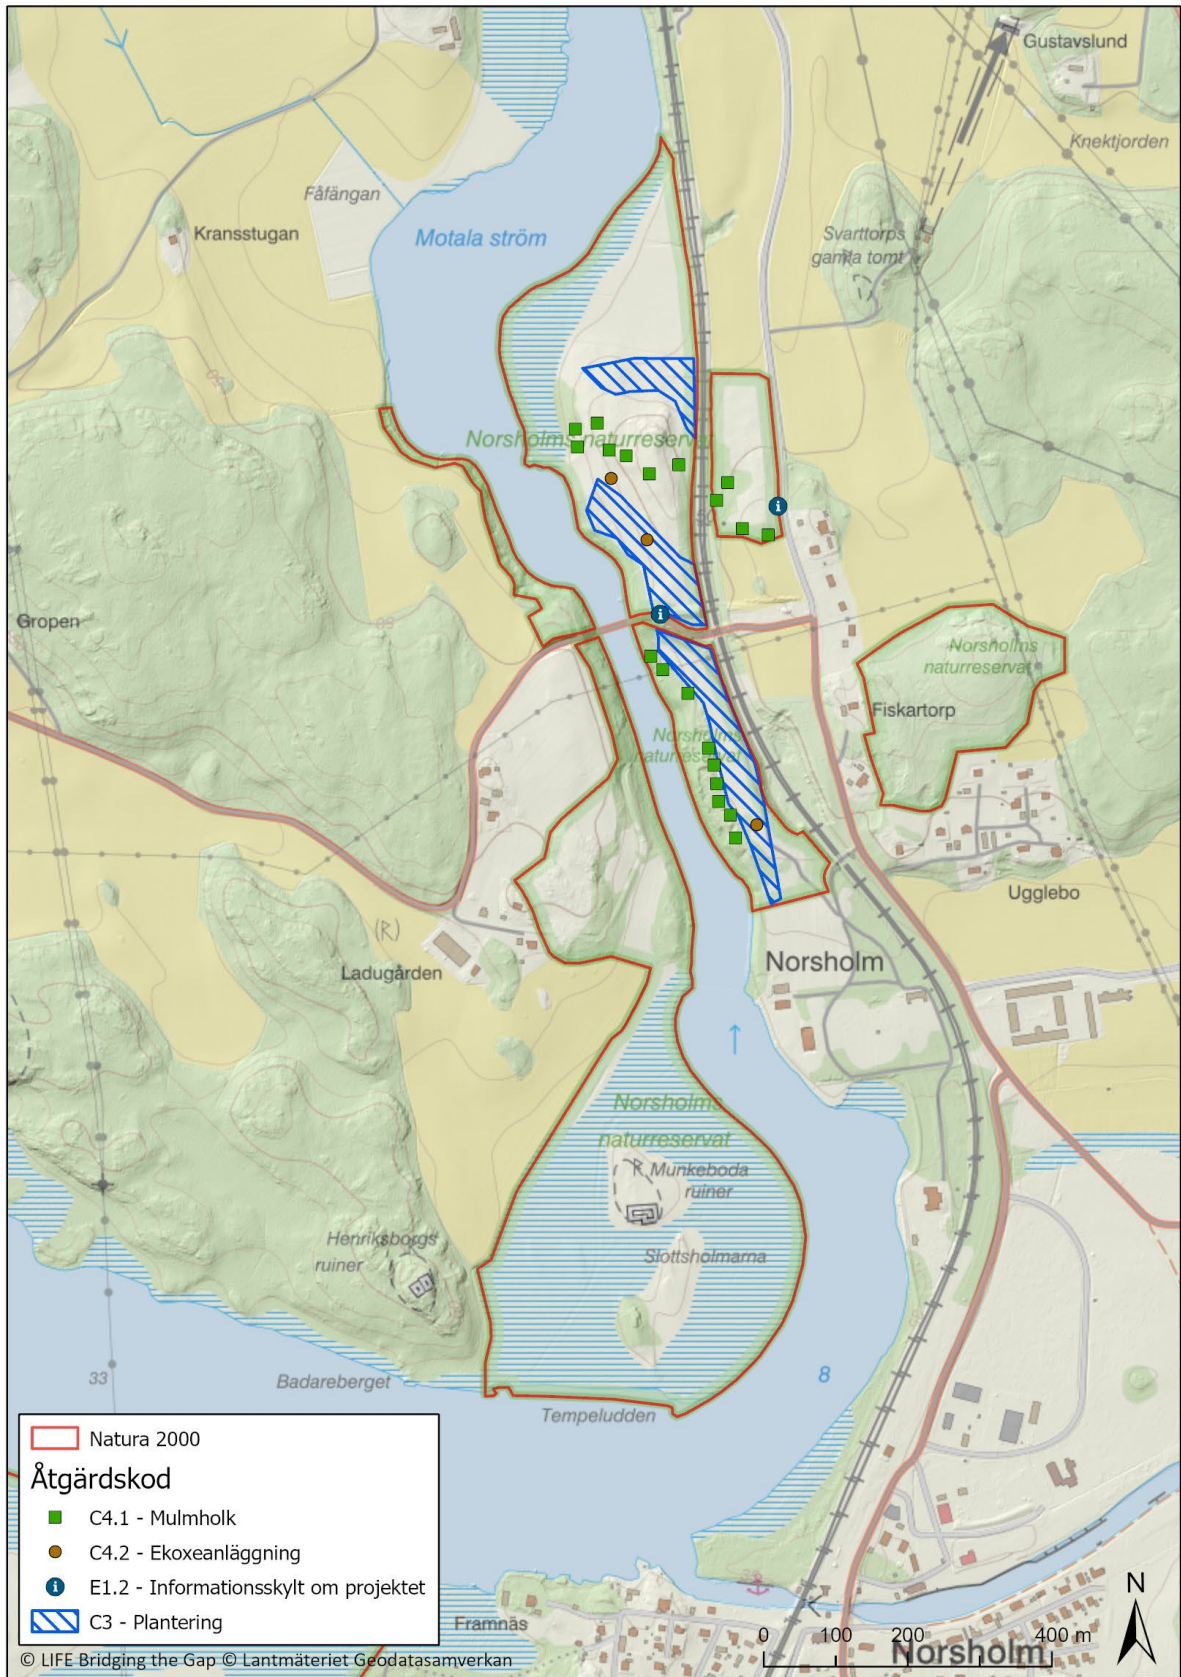 Gustavslund
Knektjorden
Fåfängan
Kransstugan
Motala ström
Svarttorps
gamla tomt
Norsholms naturreservat
Gropen
Norsholms
naturreservat
Fiskartorp
Norsholms
naturreservat
Ugglebo
(R)
Ladugården
Norsholm
Norsholms
naturreservat
R
Munkeboda
ruiner
Henriksborgs
ruiner
Slottsholmarna
33
Badareberget
8
Tempeludden
Natura 2000
Åtgärdskod
C4.1 - Mulmholk
C4.2 - Ekoxeanläggning
E1.2 - Informationsskylt om projektet
C3 - Plantering
Framnäs
N
0 100 200 400 m
Norsholm
© LIFE Bridging the Gap © Lantmäteriet Geodatasamverkan